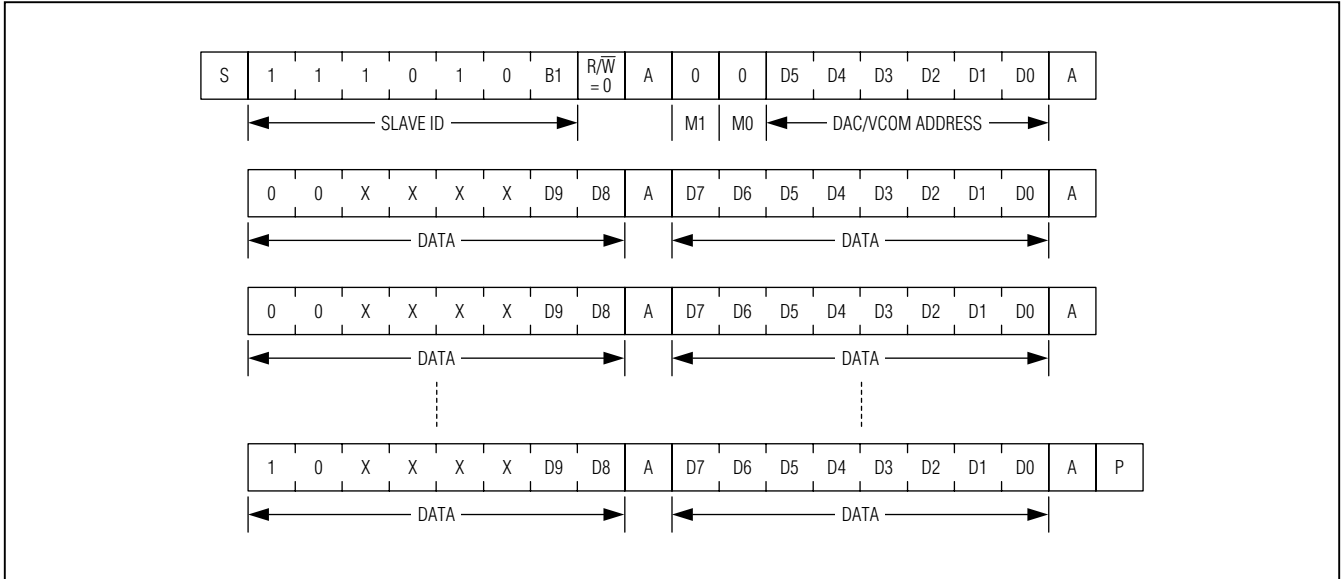 S 1 1 1 0 1 0 B1 R/W̅ = 0 A 0 0 D5 D4 D3 D2 D1 D0 A
SLAVE ID M1 M0 DAC/VCOM ADDRESS
0 0 X X X X D9 D8 A D7 D6 D5 D4 D3 D2 D1 D0 A
DATA DATA
0 0 X X X X D9 D8 A D7 D6 D5 D4 D3 D2 D1 D0 A
DATA DATA
1 0 X X X X D9 D8 A D7 D6 D5 D4 D3 D2 D1 D0 A P
DATA DATA